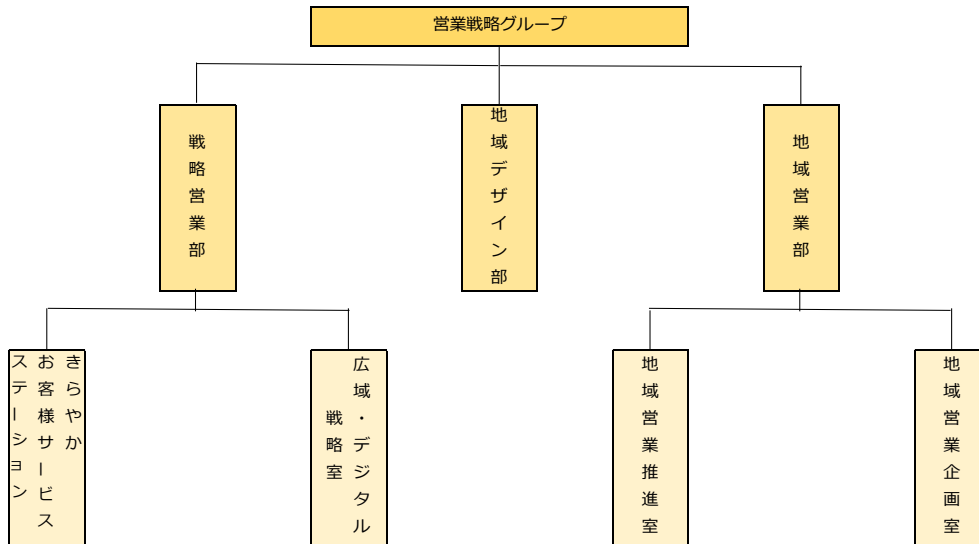 営業戦略グループ
戦略営業部
地域デザイン部
地域営業部
きらやか
お客様サービス
ステーション
広域・デジタル
戦略室
地域営業推進室
地域営業企画室